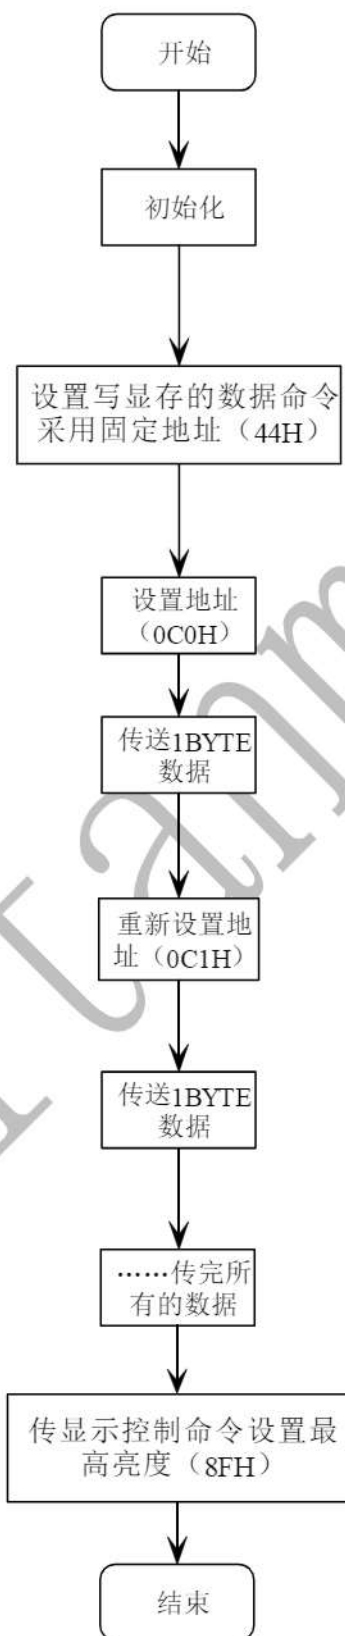 开始
初始化
设置写显存的数据命令
采用固定地址（44H）
设置地址
（0C0H）
传送1BYTE
数据
重新设置地
址（0C1H）
传送1BYTE
数据
……传完所
有的数据
传显示控制命令设置最
高亮度（8FH）
结束